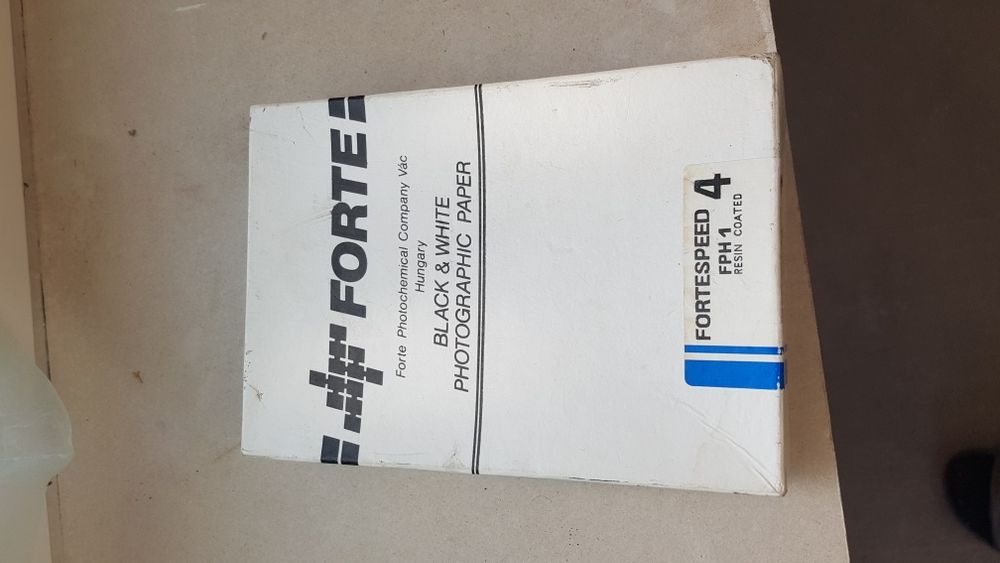 FORTE
Forte Photochemical Company Vác
Hungary
BLACK & WHITE
PHOTOGRAPHIC PAPER
FORTESPEED 4
FPH 1
RESIN COATED